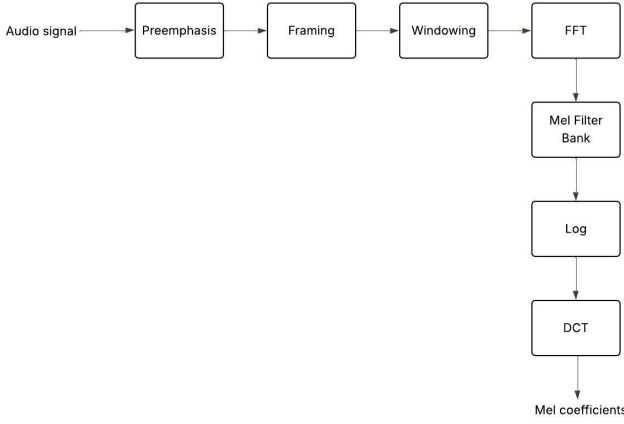 Audio signal
Preemphasis
Framing
Windowing
FFT
Mel Filter
Bank
Log
DCT
Mel coefficients